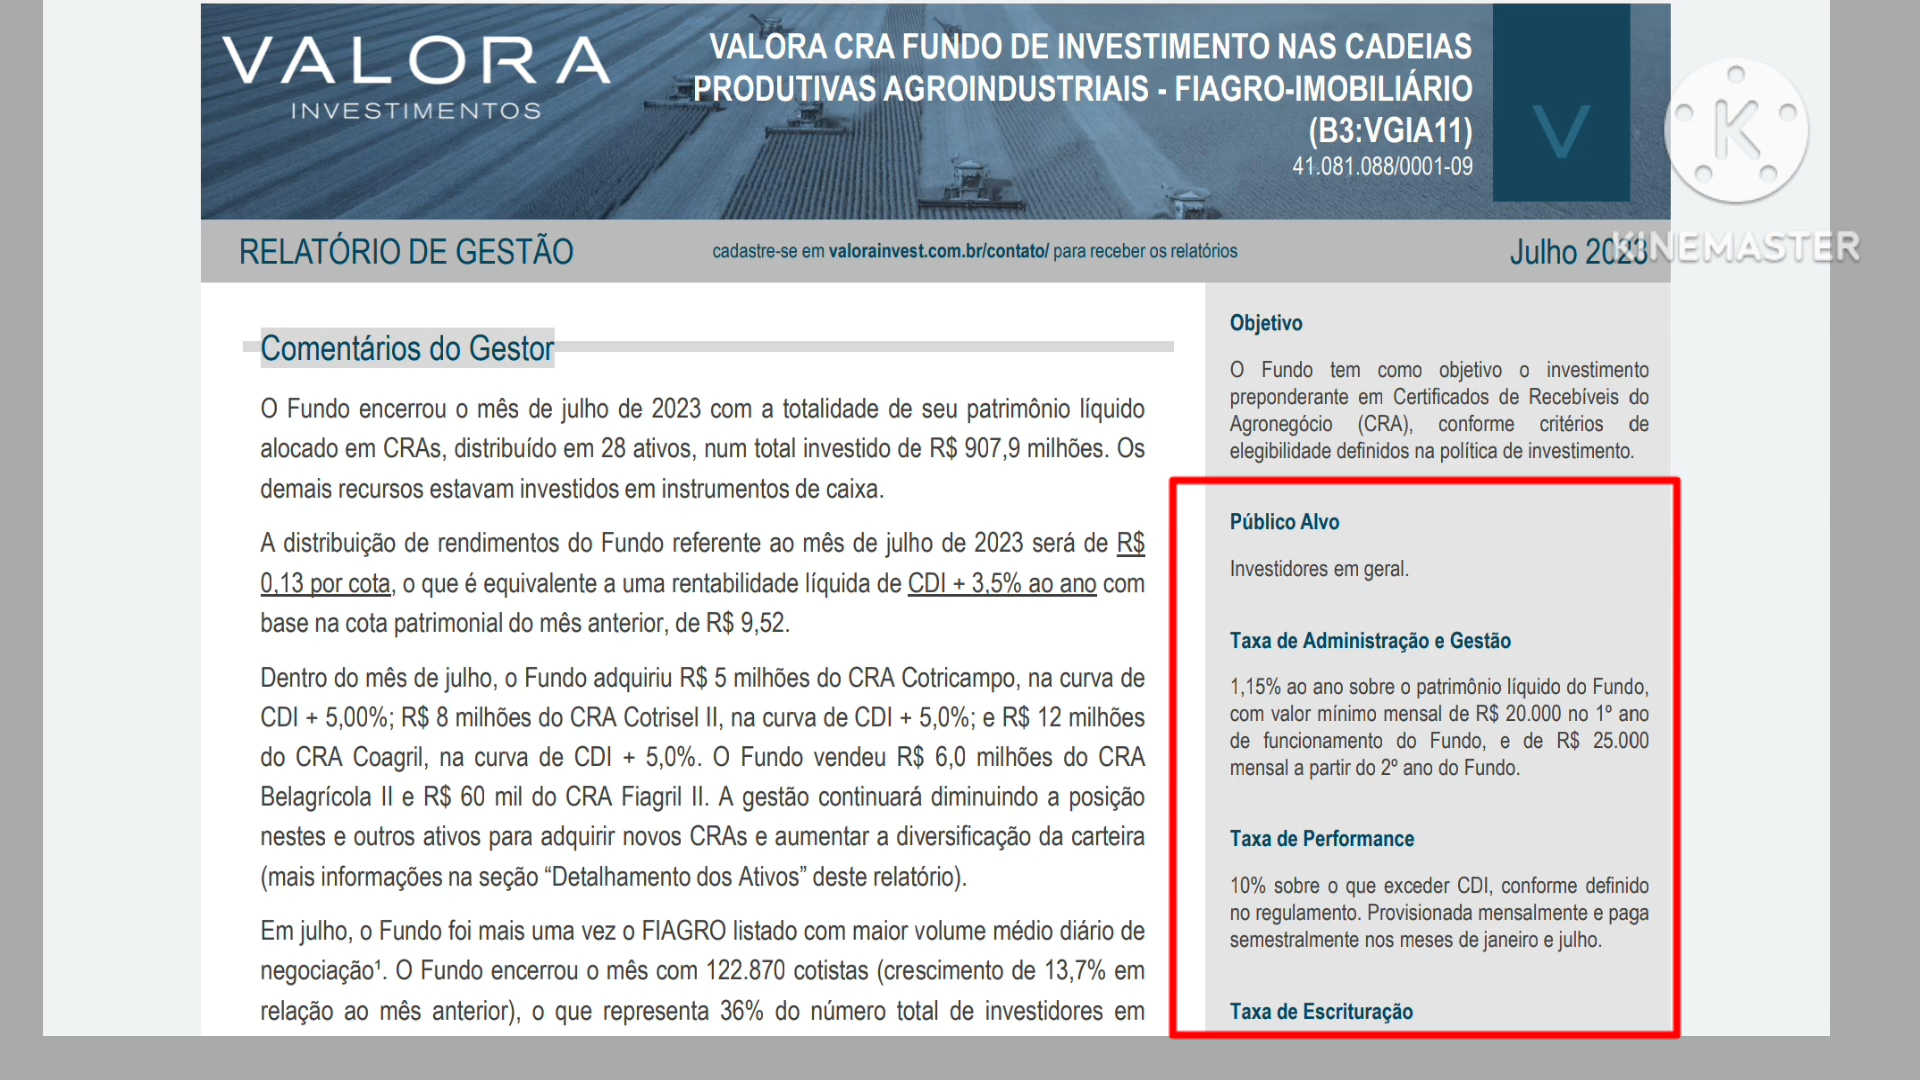 VALORA
INVESTIMENTOS
VALORA CRA FUNDO DE INVESTIMENTO NAS CADEIAS
PRODUTIVAS AGROINDUSTRIAIS - FIAGRO-IMOBILIÁRIO
(B3:VGIA11)
41.081.088/0001-09
V
K
KINEMASTER
RELATÓRIO DE GESTÃO
cadastre-se em valorainvest.com.br/contato/ para receber os relatórios
Julho 2023
Comentários do Gestor
O Fundo encerrou o mês de julho de 2023 com a totalidade de seu patrimônio líquido
alocado em CRAs, distribuído em 28 ativos, num total investido de R$ 907,9 milhões. Os
demais recursos estavam investidos em instrumentos de caixa.
A distribuição de rendimentos do Fundo referente ao mês de julho de 2023 será de R$
0,13 por cota, o que é equivalente a uma rentabilidade líquida de CDI + 3,5% ao ano com
base na cota patrimonial do mês anterior, de R$ 9,52.
Dentro do mês de julho, o Fundo adquiriu R$ 5 milhões do CRA Cotricampo, na curva de
CDI + 5,00%; R$ 8 milhões do CRA Cotrisel II, na curva de CDI + 5,0%; e R$ 12 milhões
do CRA Coagril, na curva de CDI + 5,0%. O Fundo vendeu R$ 6,0 milhões do CRA
Belagrícola II e R$ 60 mil do CRA Fiagril II. A gestão continuará diminuindo a posição
nestes e outros ativos para adquirir novos CRAs e aumentar a diversificação da carteira
(mais informações na seção “Detalhamento dos Ativos” deste relatório).
Em julho, o Fundo foi mais uma vez o FIAGRO listado com maior volume médio diário de
negociação¹. O Fundo encerrou o mês com 122.870 cotistas (crescimento de 13,7% em
relação ao mês anterior), o que representa 36% do número total de investidores em
Objetivo
O Fundo tem como objetivo o investimento
preponderante em Certificados de Recebíveis do
Agronegócio (CRA), conforme critérios de
elegibilidade definidos na política de investimento.
Público Alvo
Investidores em geral.
Taxa de Administração e Gestão
1,15% ao ano sobre o patrimônio líquido do Fundo,
com valor mínimo mensal de R$ 20.000 no 1º ano
de funcionamento do Fundo, e de R$ 25.000
mensal a partir do 2º ano do Fundo.
Taxa de Performance
10% sobre o que exceder CDI, conforme definido
no regulamento. Provisionada mensalmente e paga
semestralmente nos meses de janeiro e julho.
Taxa de Escrituração